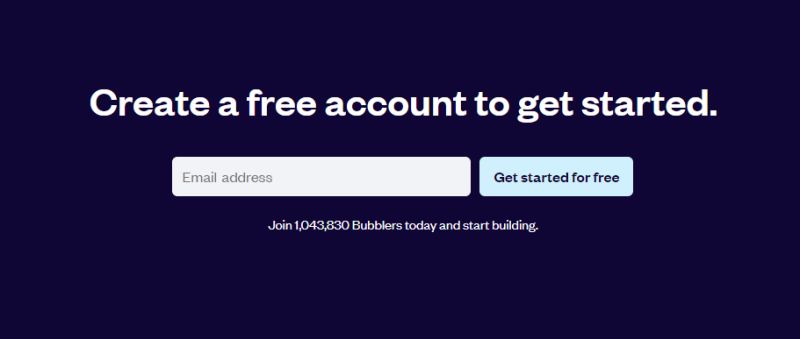 Create a free account to get started.
Email address
Get started for free
Join 1,043,830 Bubblers today and start building.